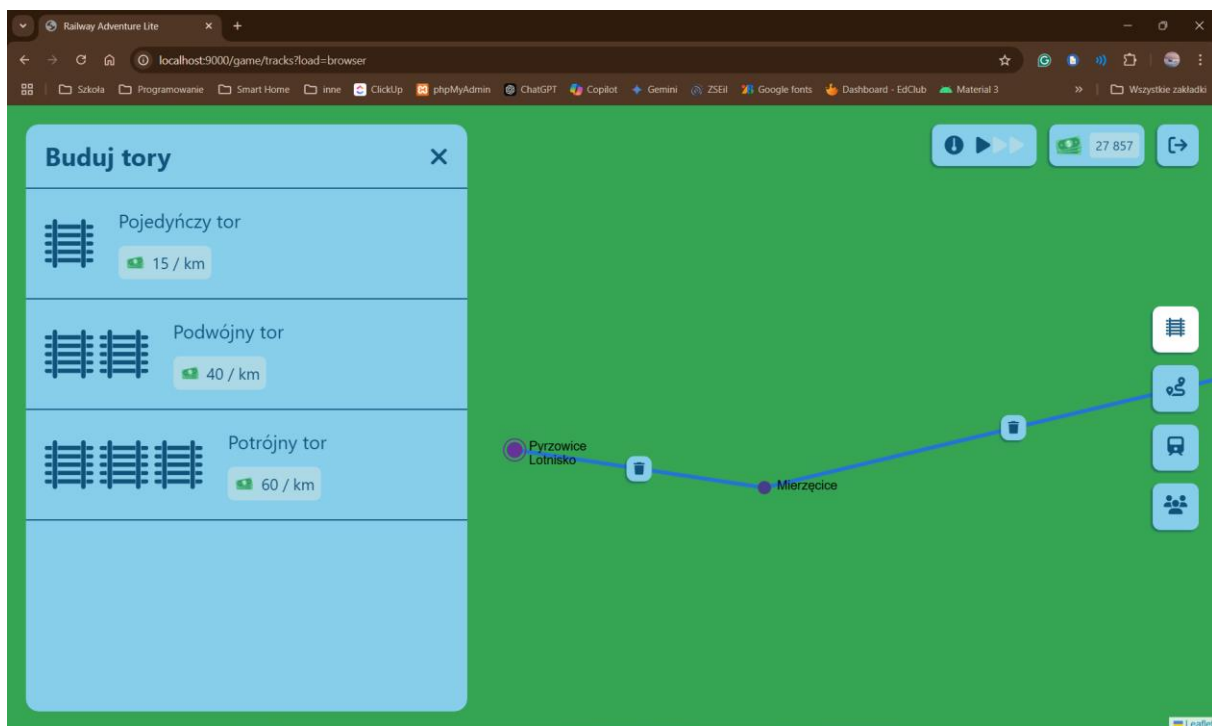 Railway Adventure Lite
localhost:9000/game/tracks?load=browser
Szkoła Programowanie Smart Home inne ClickUp phpMyAdmin ChatGPT Copilot Gemini ZSEiI Google fonts Dashboard - EdClub Material 3 » Wszystkie zakładki
Buduj tory
27 857
Pojedyńczy tor
15 / km
Podwójny tor
40 / km
Potrójny tor
60 / km
Pyrzowice
Lotnisko
Mierzęcice